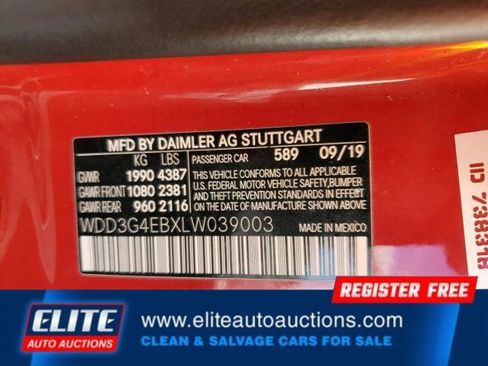 MFD BY DAIMLER AG STUTTGART
KG LBS PASSENGER CAR 589 09/19
GVWR 1990 4387
GAWR FRONT 1080 2381
GAWR REAR 960 2116
THIS VEHICLE CONFORMS TO ALL APPLICABLE
U.S. FEDERAL MOTOR VEHICLE SAFETY, BUMPER
AND THEFT PREVENTION STANDARDS IN EFFECT
ON THE DATE OF MANUFACTURE SHOWN ABOVE.
WDD3G4EBXLW039003 MADE IN MEXICO
REGISTER FREE
ELITE
AUTO AUCTIONS
www.eliteautoauctions.com
CLEAN & SALVAGE CARS FOR SALE